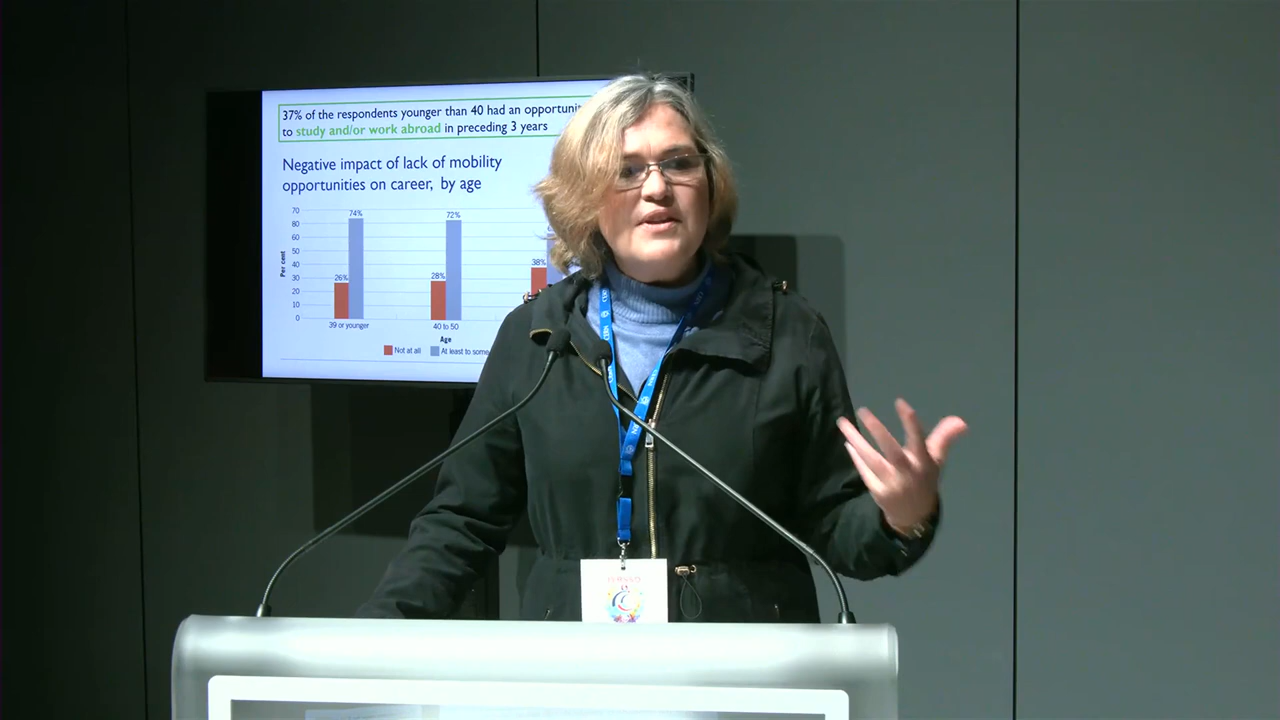 37% of the respondents younger than 40 had an opportuni
to study and/or work abroad in preceding 3 years
Negative impact of lack of mobility
opportunities on career, by age
Per cent
70
80
60
50
40
30
20
10
0
26%
74%
28%
72%
38%
39 or younger
40 to 50
Age
Not at all
At least to some